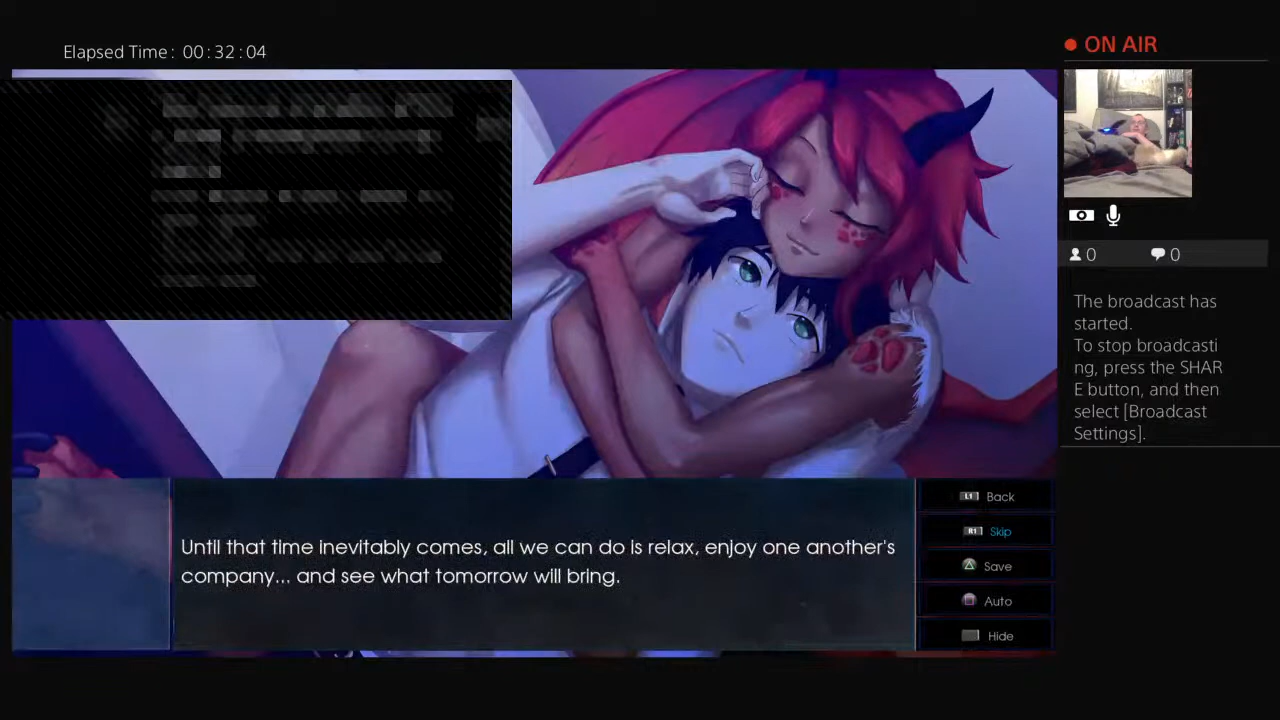 Elapsed Time: 00:32:04
ON AIR
0 0
The broadcast has
started.
To stop broadcasti
ng, press the SHAR
E button, and then
select [Broadcast
Settings].
Until that time inevitably comes, all we can do is relax, enjoy one another's
company... and see what tomorrow will bring.
L1 Back
R1 Skip
Save
Auto
Hide